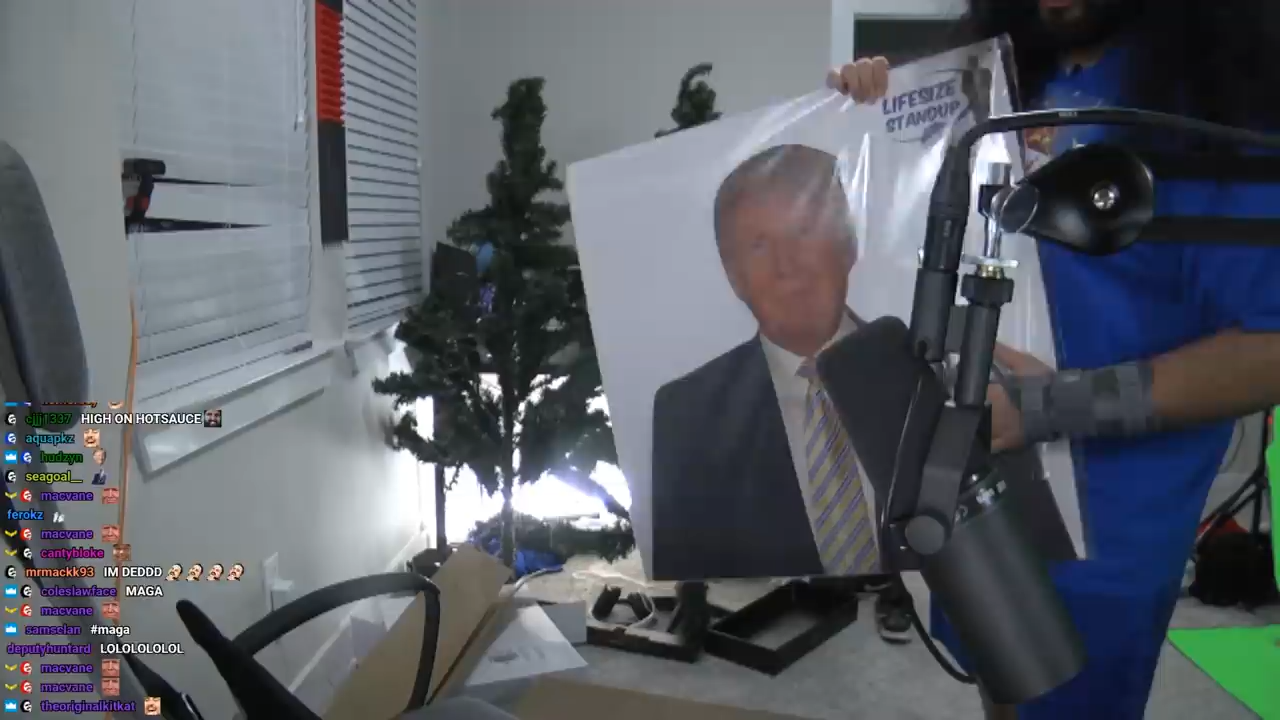 LIFESIZE
STANDUP
cjjj1337 HIGH ON HOTSAUCE
aquapkz
hudzyn
seagoal__
macvane
ferokz
macvane
cantybloke
mrmackk93 IM DEDDD
coleslawface MAGA
macvane
samsclan #maga
deputyhuntard LOLOLOLOLOL
macvane
macvane
theoriginalkitkat